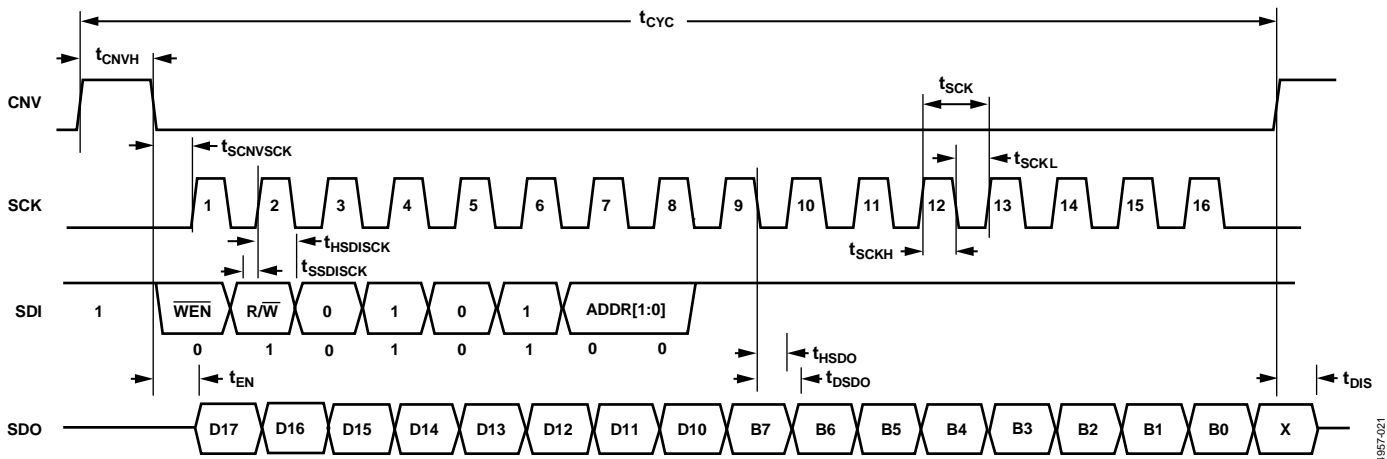 tCYC
tCNVH
CNV
tSCK
tSCNVSCK
tSCKL
SCK
1 2 3 4 5 6 7 8 9 10 11 12 13 14 15 16
tHSDISCK
tSCKH
tSSDISCK
SDI 1 WEN R/W 0 1 0 1 ADDR[1:0]
0 1 0 1 0 1 0 0
tHSDO
tEN
tDSDO
tDIS
SDO D17 D16 D15 D14 D13 D12 D11 D10 B7 B6 B5 B4 B3 B2 B1 B0 X